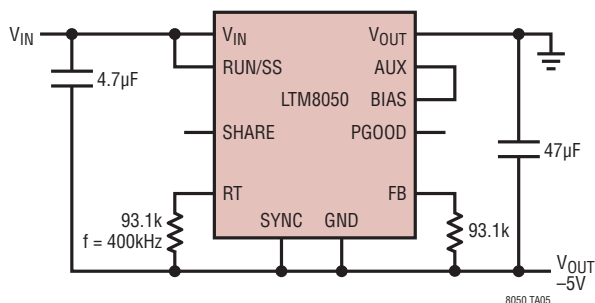 VIN
VIN
VOUT
RUN/SS
AUX
4.7µF
LTM8050
BIAS
SHARE
PGOOD
47µF
RT
FB
93.1k
f = 400kHz
SYNC
GND
93.1k
VOUT
–5V
8050 TA05